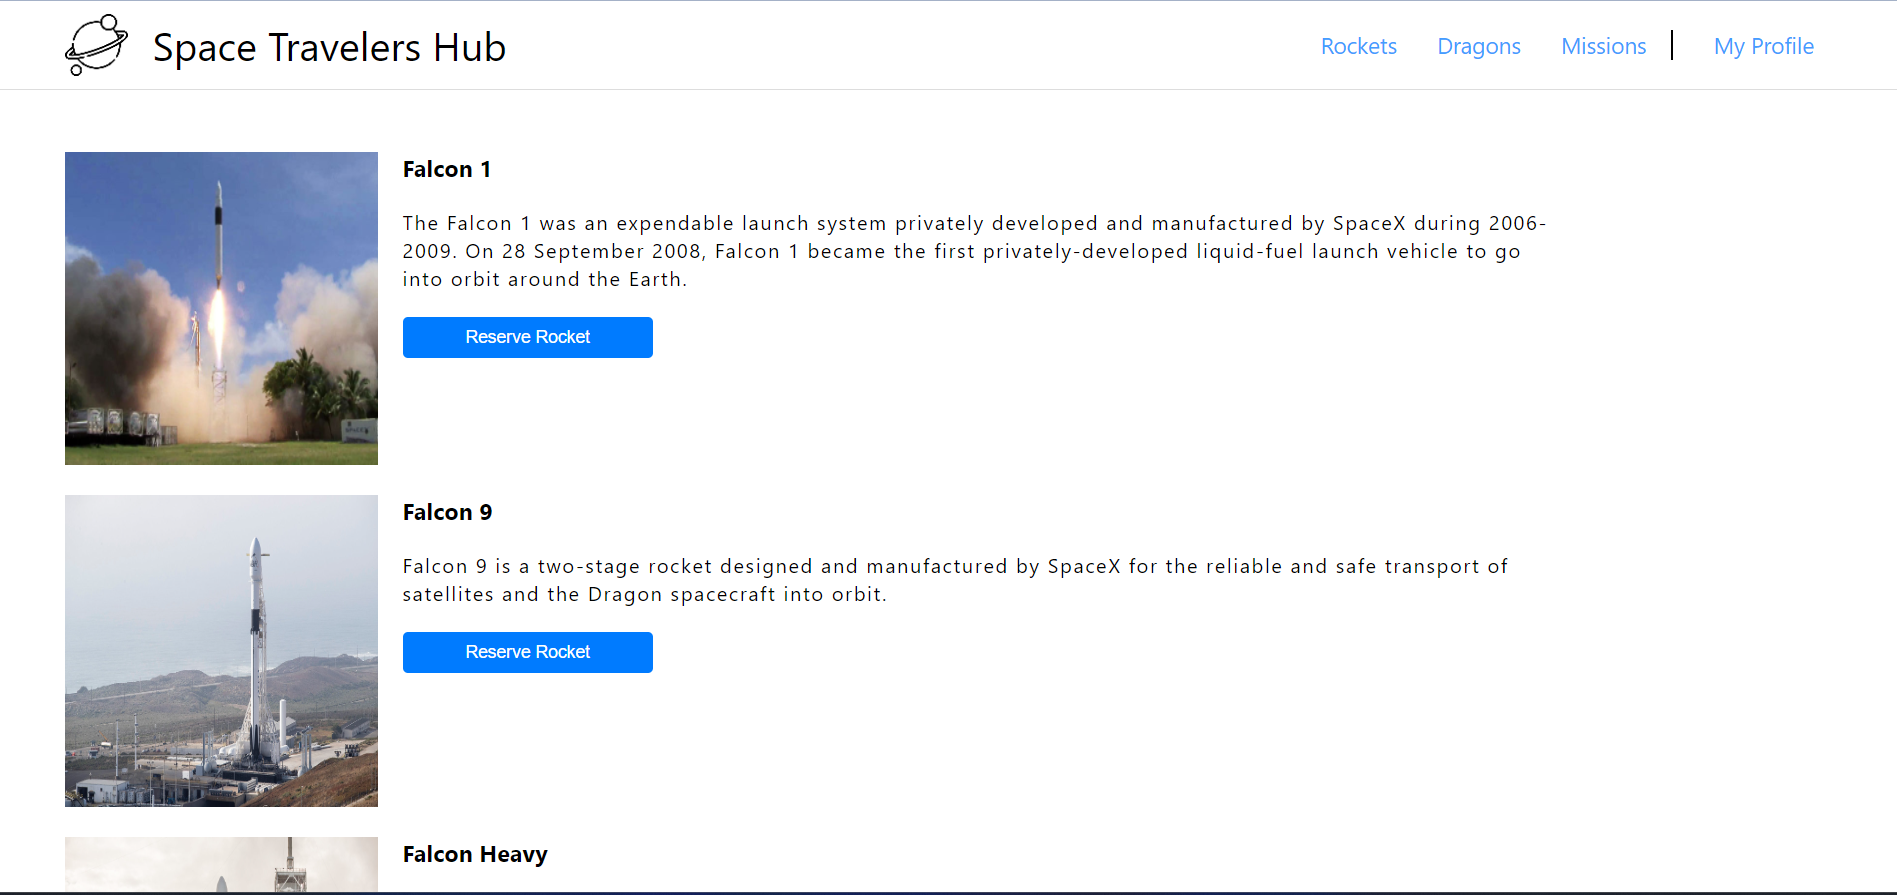 Space Travelers Hub
Rockets Dragons Missions My Profile
Falcon 1
The Falcon 1 was an expendable launch system privately developed and manufactured by SpaceX during 2006-
2009. On 28 September 2008, Falcon 1 became the first privately-developed liquid-fuel launch vehicle to go
into orbit around the Earth.
Reserve Rocket
Falcon 9
Falcon 9 is a two-stage rocket designed and manufactured by SpaceX for the reliable and safe transport of
satellites and the Dragon spacecraft into orbit.
Reserve Rocket
Falcon Heavy